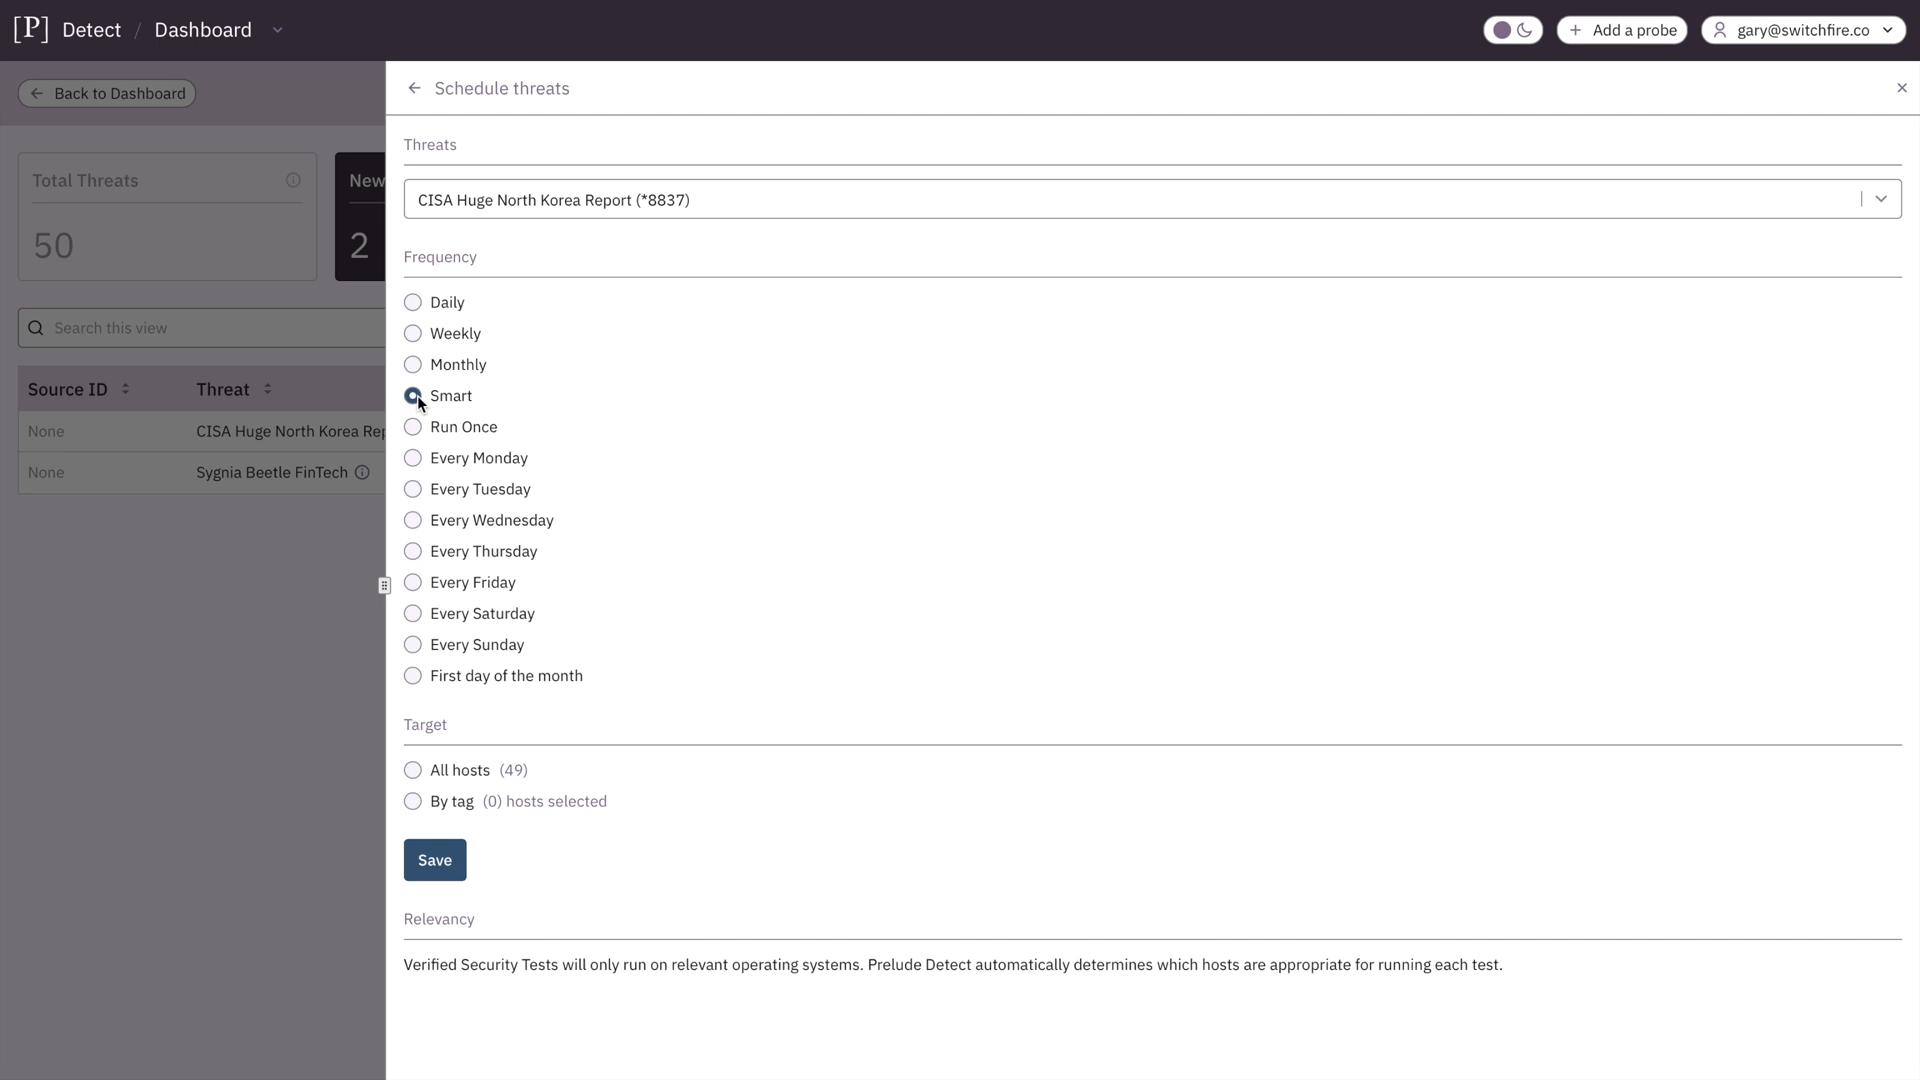 [P] Detect / Dashboard
Add a probe
gary@switchfire.co
Back to Dashboard
Total Threats
50
New
2
Search this view
Source ID Threat
None CISA Huge North Korea Rep
None Sygnia Beetle FinTech
Schedule threats
Threats
CISA Huge North Korea Report (*8837)
Frequency
Daily
Weekly
Monthly
Smart
Run Once
Every Monday
Every Tuesday
Every Wednesday
Every Thursday
Every Friday
Every Saturday
Every Sunday
First day of the month
Target
All hosts (49)
By tag (0) hosts selected
Save
Relevancy
Verified Security Tests will only run on relevant operating systems. Prelude Detect automatically determines which hosts are appropriate for running each test.